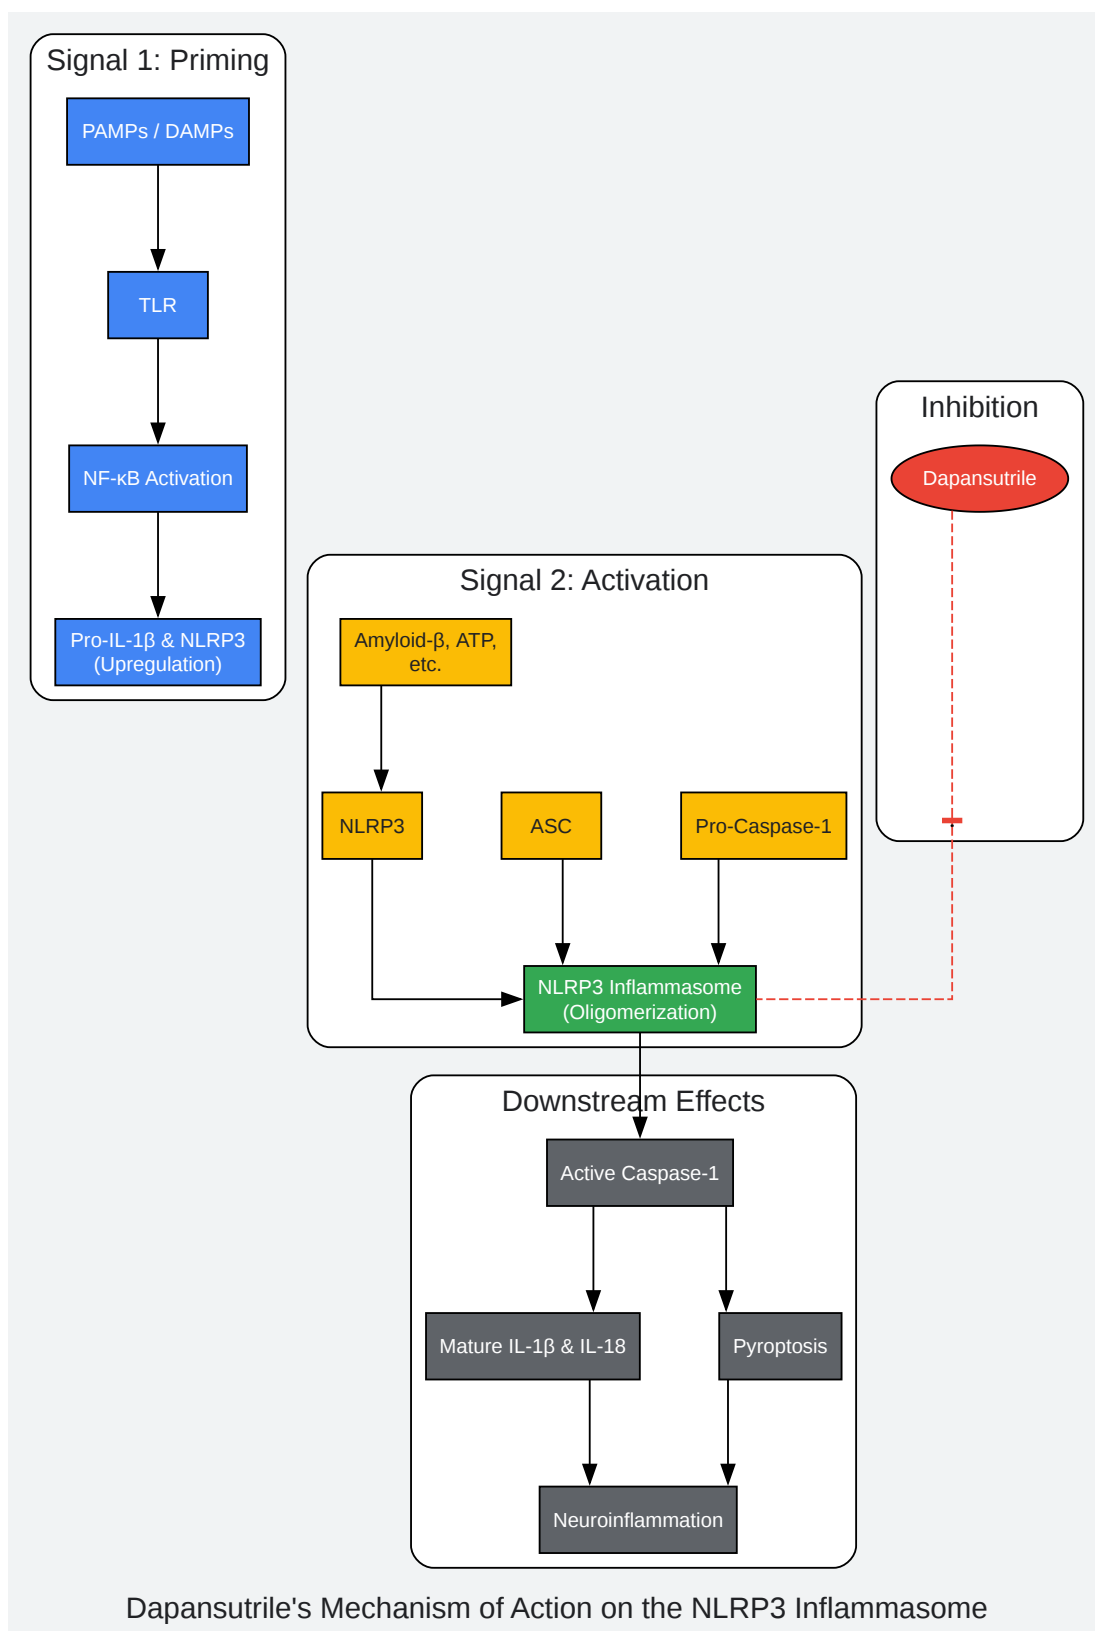 Signal 1: Priming
PAMPs / DAMPs
TLR
NF-κB Activation
Pro-IL-1β & NLRP3
(Upregulation)
Inhibition
Dapansutrile
Signal 2: Activation
Amyloid-β, ATP,
etc.
NLRP3
ASC
Pro-Caspase-1
NLRP3 Inflammasome
(Oligomerization)
Downstream Effects
Active Caspase-1
Mature IL-1β & IL-18
Pyroptosis
Neuroinflammation
Dapansutrile's Mechanism of Action on the NLRP3 Inflammasome